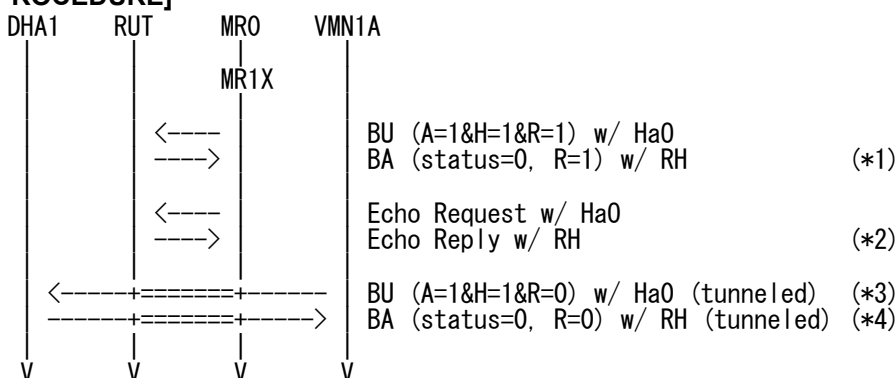 ROCEDURE]
DHA1 RUT MR0 VMN1A
MR1X
<---- BU (A=1&H=1&R=1) w/ HaO
----> BA (status=0, R=1) w/ RH (*1)
<---- Echo Request w/ HaO
----> Echo Reply w/ RH (*2)
<-----+=======+------ BU (A=1&H=1&R=0) w/ HaO (tunneled) (*3)
------+=======+-----> BA (status=0, R=0) w/ RH (tunneled) (*4)
V V V V